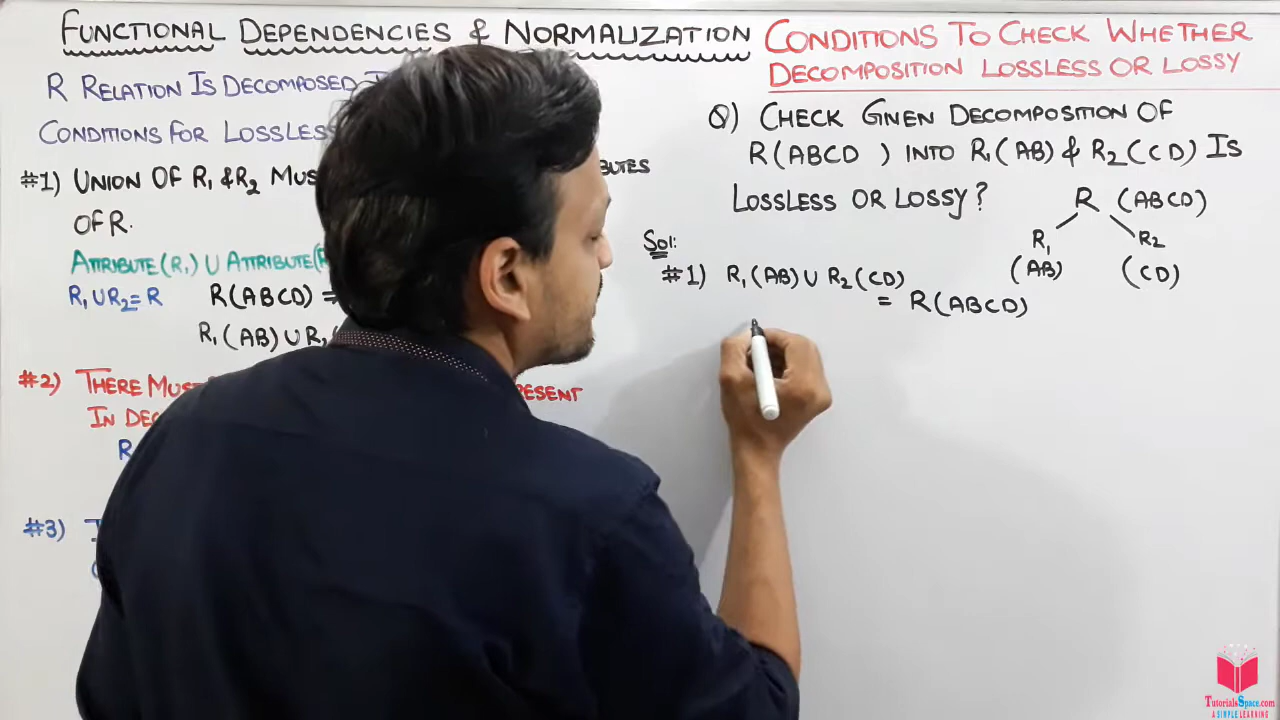 FUNCTIONAL DEPENDENCIES & NORMALIZATION
R RELATION IS DECOMPOSED
CONDITIONS FOR LOSSLESS
#1) UNION OF R1 & R2 MUS
OF R.
ATTRIBUTE (R1) U ATTRIBUTE (R
R1 U R2 = R R(ABCD) =
R1 (AB) U R
#2) THERE MUS
PRESENT
IN DEC
R
#3)
CONDITIONS TO CHECK WHETHER
DECOMPOSITION LOSSLESS OR LOSSY
Q) CHECK GIVEN DECOMPOSITION OF
R(ABCD ) INTO R1(AB) & R2(CD) IS
LOSSLESS OR LOSSY?
R (ABCD)
R1 R2
(AB) (CD)
Sol:
#1) R1(AB) U R2(CD)
= R(ABCD)
TutorialsSpace.com
A SIMPLE LEARNING